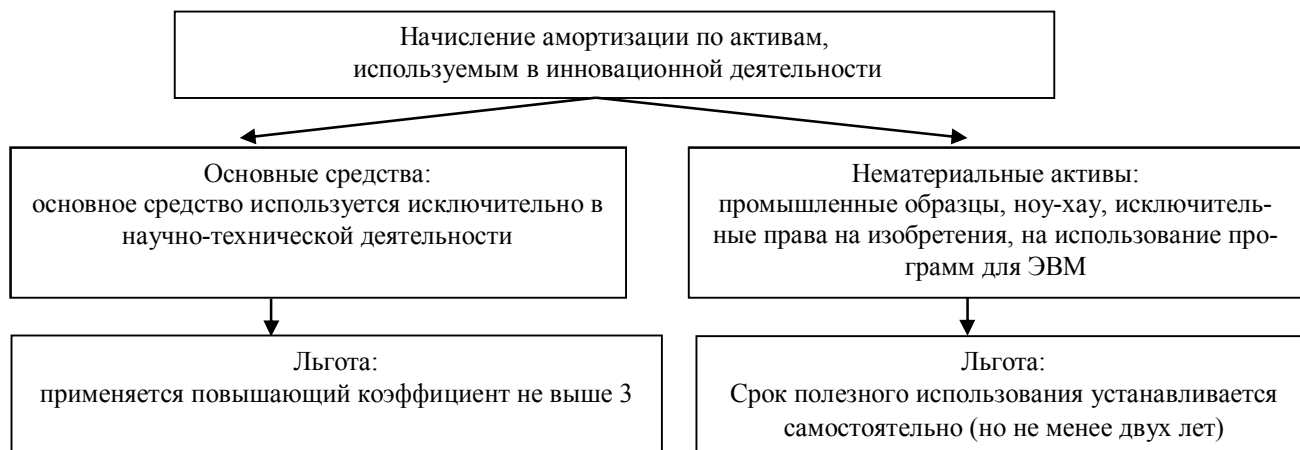 Начисление амортизации по активам,
используемым в инновационной деятельности
Основные средства:
основное средство используется исключительно в
научно-технической деятельности
Нематериальные активы:
промышленные образцы, ноу-хау, исключитель-
ные права на изобретения, на использование про-
грамм для ЭВМ
Льгота:
применяется повышающий коэффициент не выше 3
Льгота:
Срок полезного использования устанавливается
самостоятельно (но не менее двух лет)